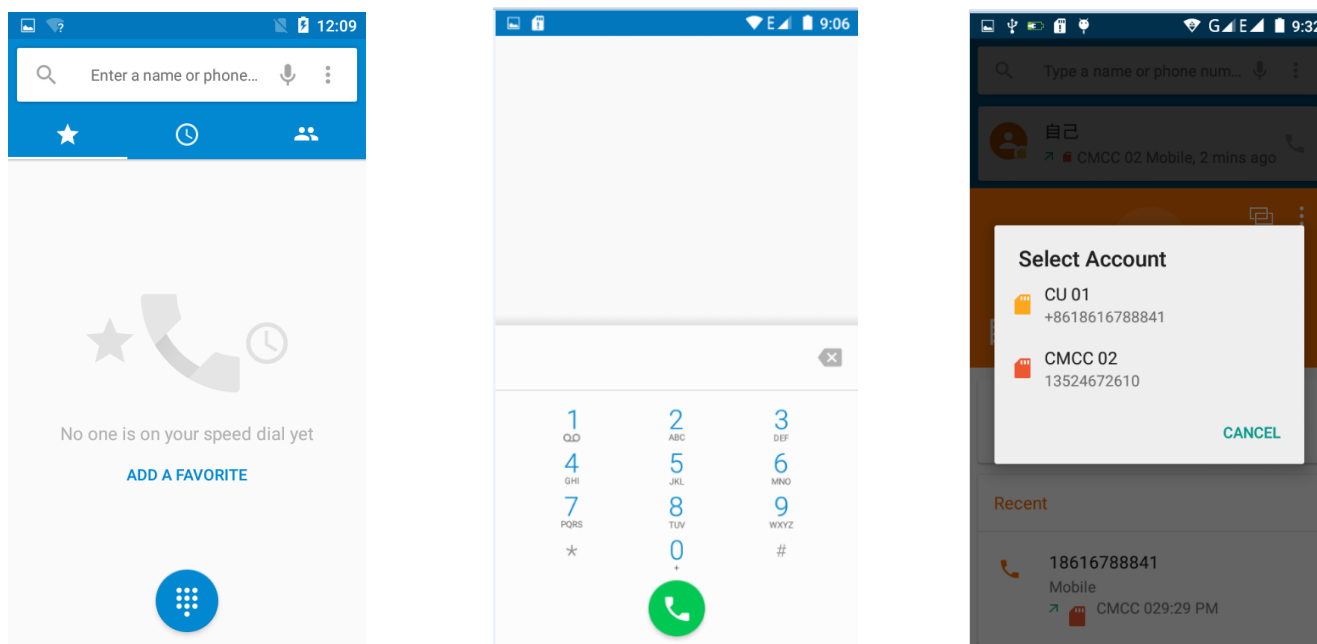 12:09
Enter a name or phone...
No one is on your speed dial yet
ADD A FAVORITE
E 9:06
1 2 3
ABC DEF
4 5 6
GHI JKL MNO
7 8 9
PQRS TUV WXYZ
* 0 #
+
G E 9:32
Type a name or phone num...
自己
CMCC 02 Mobile, 2 mins ago
Select Account
CU 01
+8618616788841
CMCC 02
13524672610
CANCEL
Recent
18616788841
Mobile
CMCC 029:29 PM